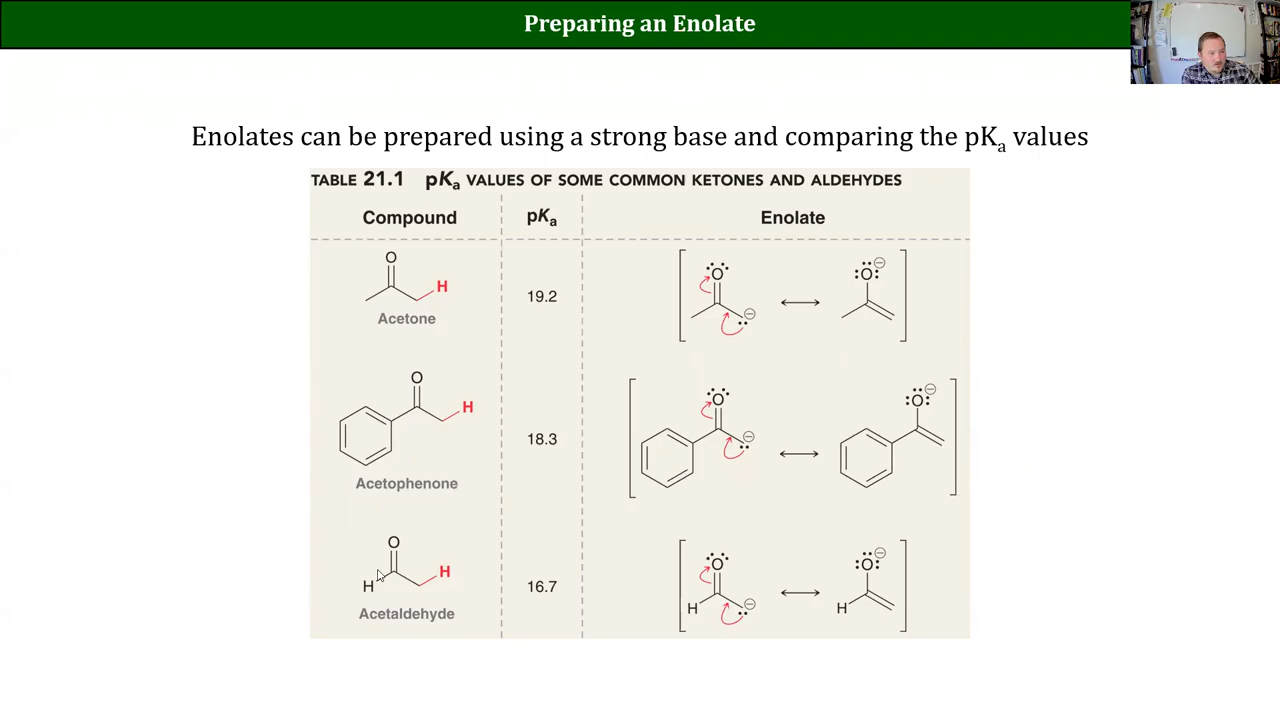 Preparing an Enolate
Enolates can be prepared using a strong base and comparing the pKa values
TABLE 21.1 pKa VALUES OF SOME COMMON KETONES AND ALDEHYDES
Compound pKa Enolate
O
H
Acetone
19.2
O ⊖
⊖
O
O
H
Acetophenone
18.3
O ⊖
⊖
O
O
H
H
Acetaldehyde
16.7
O ⊖
H ⊖
O
H